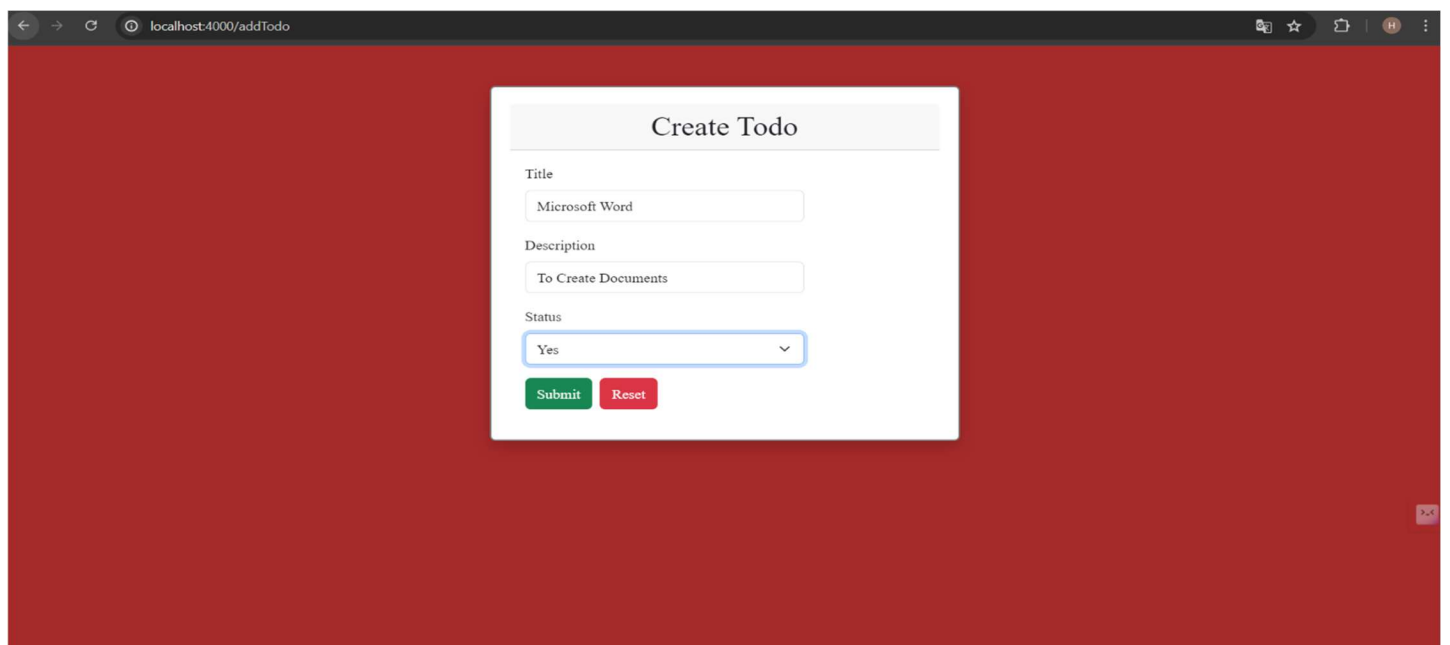 localhost:4000/addTodo
H
Create Todo
Title
Microsoft Word
Description
To Create Documents
Status
Yes
Submit Reset